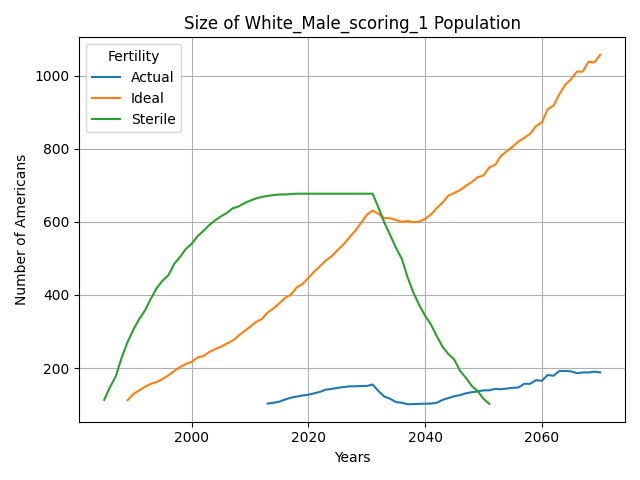 Size of White_Male_scoring_1 Population
Fertility
Actual
Ideal
Sterile
Number of Americans
1000
800
600
400
200
2000
2020
2040
2060
Years